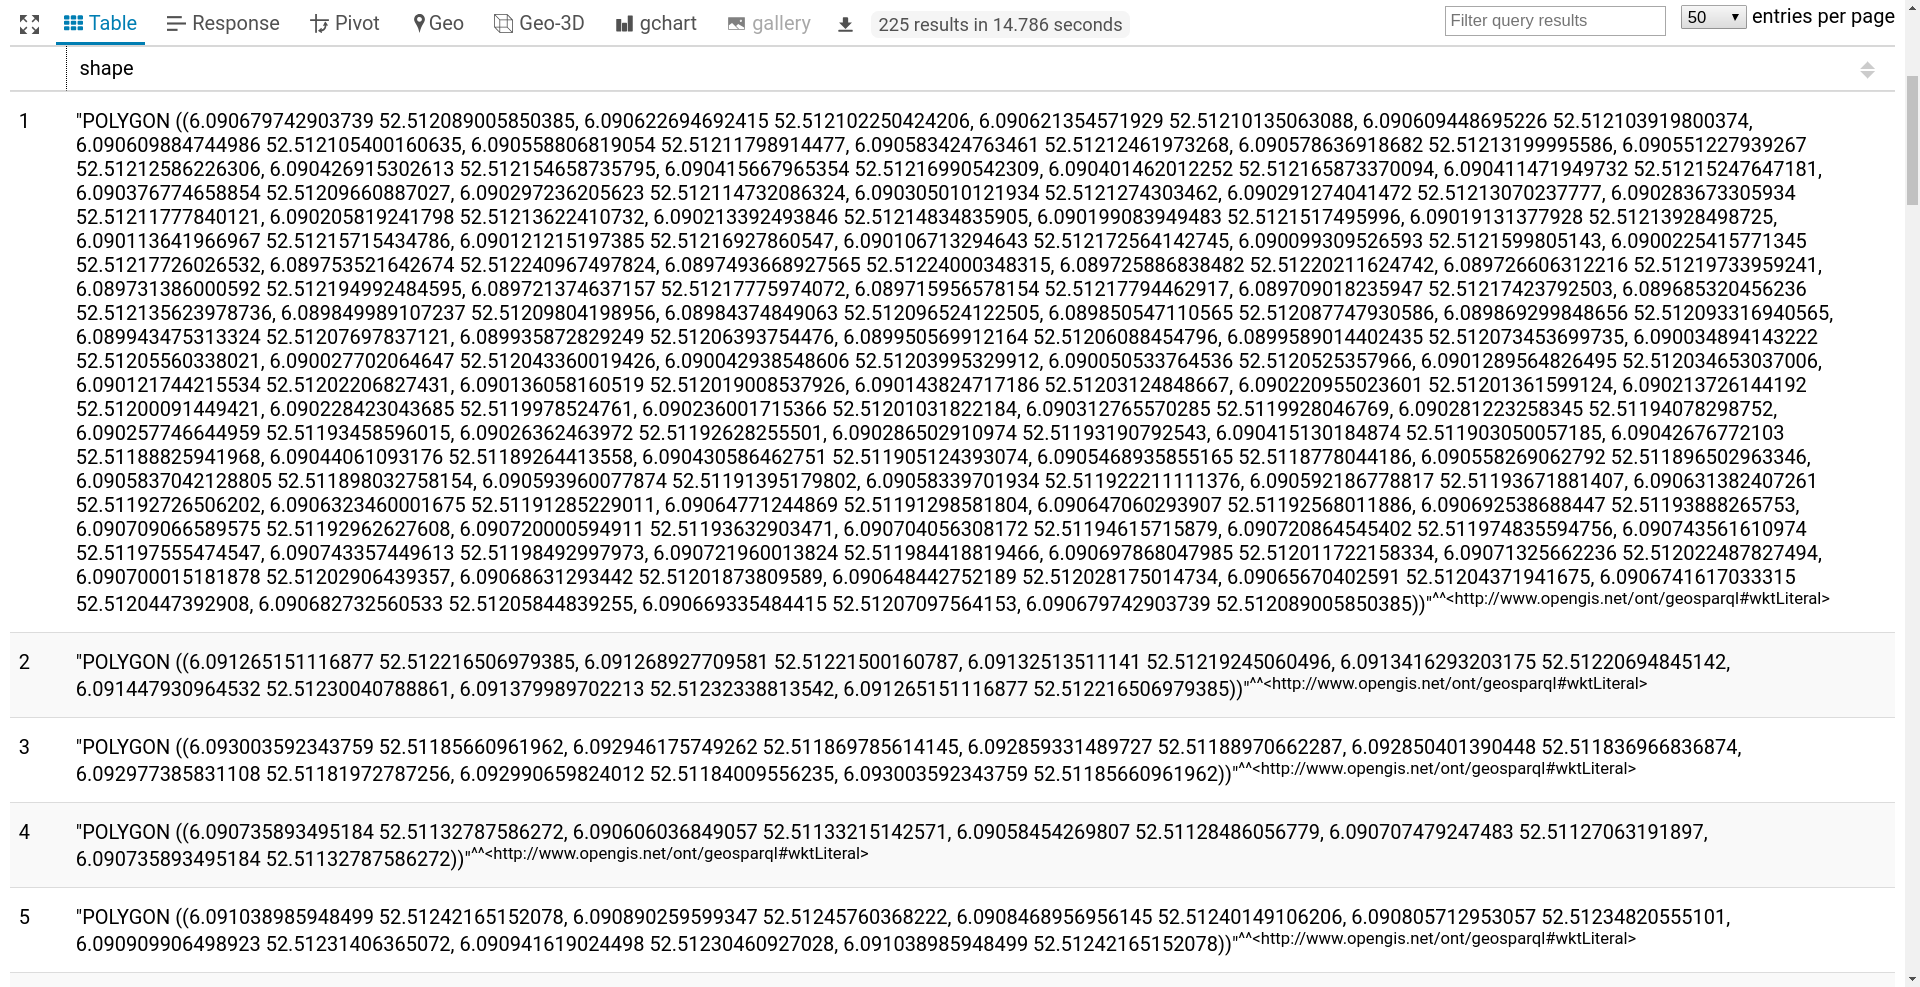 Table Response Pivot Geo Geo-3D gchart gallery 225 results in 14.786 seconds Filter query results 50 entries per page
shape
1 "POLYGON ((6.090679742903739 52.512089005850385, 6.090622694692415 52.512102250424206, 6.090621354571929 52.51210135063088, 6.090609448695226 52.512103919800374,
6.090609884744986 52.512105400160635, 6.090558806819054 52.51211798914477, 6.090583424763461 52.51212461973268, 6.090578636918682 52.51213199995586, 6.090551227939267
52.51212586226306, 6.090426915302613 52.512154658735795, 6.090415667965354 52.51216990542309, 6.090401462012252 52.512165873370094, 6.090411471949732 52.51215247647181,
6.090376774658854 52.51209660887027, 6.090297236205623 52.512114732086324, 6.090305010121934 52.5121274303462, 6.090291274041472 52.51213070237777, 6.090283673305934
52.51211777840121, 6.090205819241798 52.51213622410732, 6.090213392493846 52.51214834835905, 6.090199083949483 52.5121517495996, 6.09019131377928 52.51213928498725,
6.090113641966967 52.51215715434786, 6.090121215197385 52.51216927860547, 6.090106713294643 52.512172564142745, 6.090099309526593 52.5121599805143, 6.0900225415771345
52.51217726026532, 6.089753521642674 52.512240967497824, 6.0897493668927565 52.51224000348315, 6.089725886838482 52.51220211624742, 6.089726606312216 52.51219733959241,
6.089731386000592 52.512194992484595, 6.089721374637157 52.51217775974072, 6.089715956578154 52.51217794462917, 6.089709018235947 52.51217423792503, 6.089685320456236
52.512135623978736, 6.089849989107237 52.51209804198956, 6.08984374849063 52.512096524122505, 6.089850547110565 52.512087747930586, 6.089869299848656 52.512093316940565,
6.089943475313324 52.51207697837121, 6.089935872829249 52.51206393754476, 6.089950569912164 52.51206088454796, 6.0899589014402435 52.512073453699735, 6.090034894143222
52.51205560338021, 6.090027702064647 52.512043360019426, 6.090042938548606 52.51203995329912, 6.090050533764536 52.5120525357966, 6.0901289564826495 52.512034653037006,
6.090121744215534 52.51202206827431, 6.090136058160519 52.512019008537926, 6.090143824717186 52.51203124848667, 6.090220955023601 52.51201361599124, 6.090213726144192
52.51200091449421, 6.090228423043685 52.5119978524761, 6.090236001715366 52.51201031822184, 6.090312765570285 52.5119928046769, 6.090281223258345 52.51194078298752,
6.090257746644959 52.51193458596015, 6.09026362463972 52.51192628255501, 6.090286502910974 52.51193190792543, 6.090415130184874 52.511903050057185, 6.09042676772103
52.51188825941968, 6.09044061093176 52.51189264413558, 6.090430586462751 52.511905124393074, 6.0905468935855165 52.5118778044186, 6.090558269062792 52.511896502963346,
6.0905837042128805 52.511898032758154, 6.090593960077874 52.51191395179802, 6.09058339701934 52.511922211111376, 6.090592186778817 52.51193671881407, 6.090631382407261
52.51192726506202, 6.0906323460001675 52.51191285229011, 6.09064771244869 52.51191298581804, 6.090647060293907 52.51192568011886, 6.090692538688447 52.51193888265753,
6.090709066589575 52.51192962627608, 6.090720000594911 52.51193632903471, 6.090704056308172 52.51194615715879, 6.090720864545402 52.511974835594756, 6.090743561610974
52.51197555474547, 6.090743357449613 52.51198492997973, 6.090721960013824 52.511984418819466, 6.090697868047985 52.512011722158334, 6.09071325662236 52.512022487827494,
6.090700015181878 52.51202906439357, 6.09068631293442 52.51201873809589, 6.090648442752189 52.512028175014734, 6.09065670402591 52.51204371941675, 6.0906741617033315
52.5120447392908, 6.090682732560533 52.51205844839255, 6.090669335484415 52.51207097564153, 6.090679742903739 52.512089005850385))"^^<http://www.opengis.net/ont/geosparql#wktLiteral>
2 "POLYGON ((6.091265151116877 52.512216506979385, 6.091268927709581 52.51221500160787, 6.09132513511141 52.51219245060496, 6.0913416293203175 52.51220694845142,
6.091447930964532 52.51230040788861, 6.091379989702213 52.51232338813542, 6.091265151116877 52.512216506979385))"^^<http://www.opengis.net/ont/geosparql#wktLiteral>
3 "POLYGON ((6.093003592343759 52.51185660961962, 6.092946175749262 52.511869785614145, 6.092859331489727 52.51188970662287, 6.092850401390448 52.511836966836874,
6.092977385831108 52.51181972787256, 6.092990659824012 52.51184009556235, 6.093003592343759 52.51185660961962))"^^<http://www.opengis.net/ont/geosparql#wktLiteral>
4 "POLYGON ((6.090735893495184 52.51132787586272, 6.090606036849057 52.51133215142571, 6.09058454269807 52.51128486056779, 6.090707479247483 52.51127063191897,
6.090735893495184 52.51132787586272))"^^<http://www.opengis.net/ont/geosparql#wktLiteral>
5 "POLYGON ((6.091038985948499 52.51242165152078, 6.090890259599347 52.51245760368222, 6.0908468956956145 52.51240149106206, 6.090805712953057 52.51234820555101,
6.090909906498923 52.51231406365072, 6.090941619024498 52.51230460927028, 6.091038985948499 52.51242165152078))"^^<http://www.opengis.net/ont/geosparql#wktLiteral>